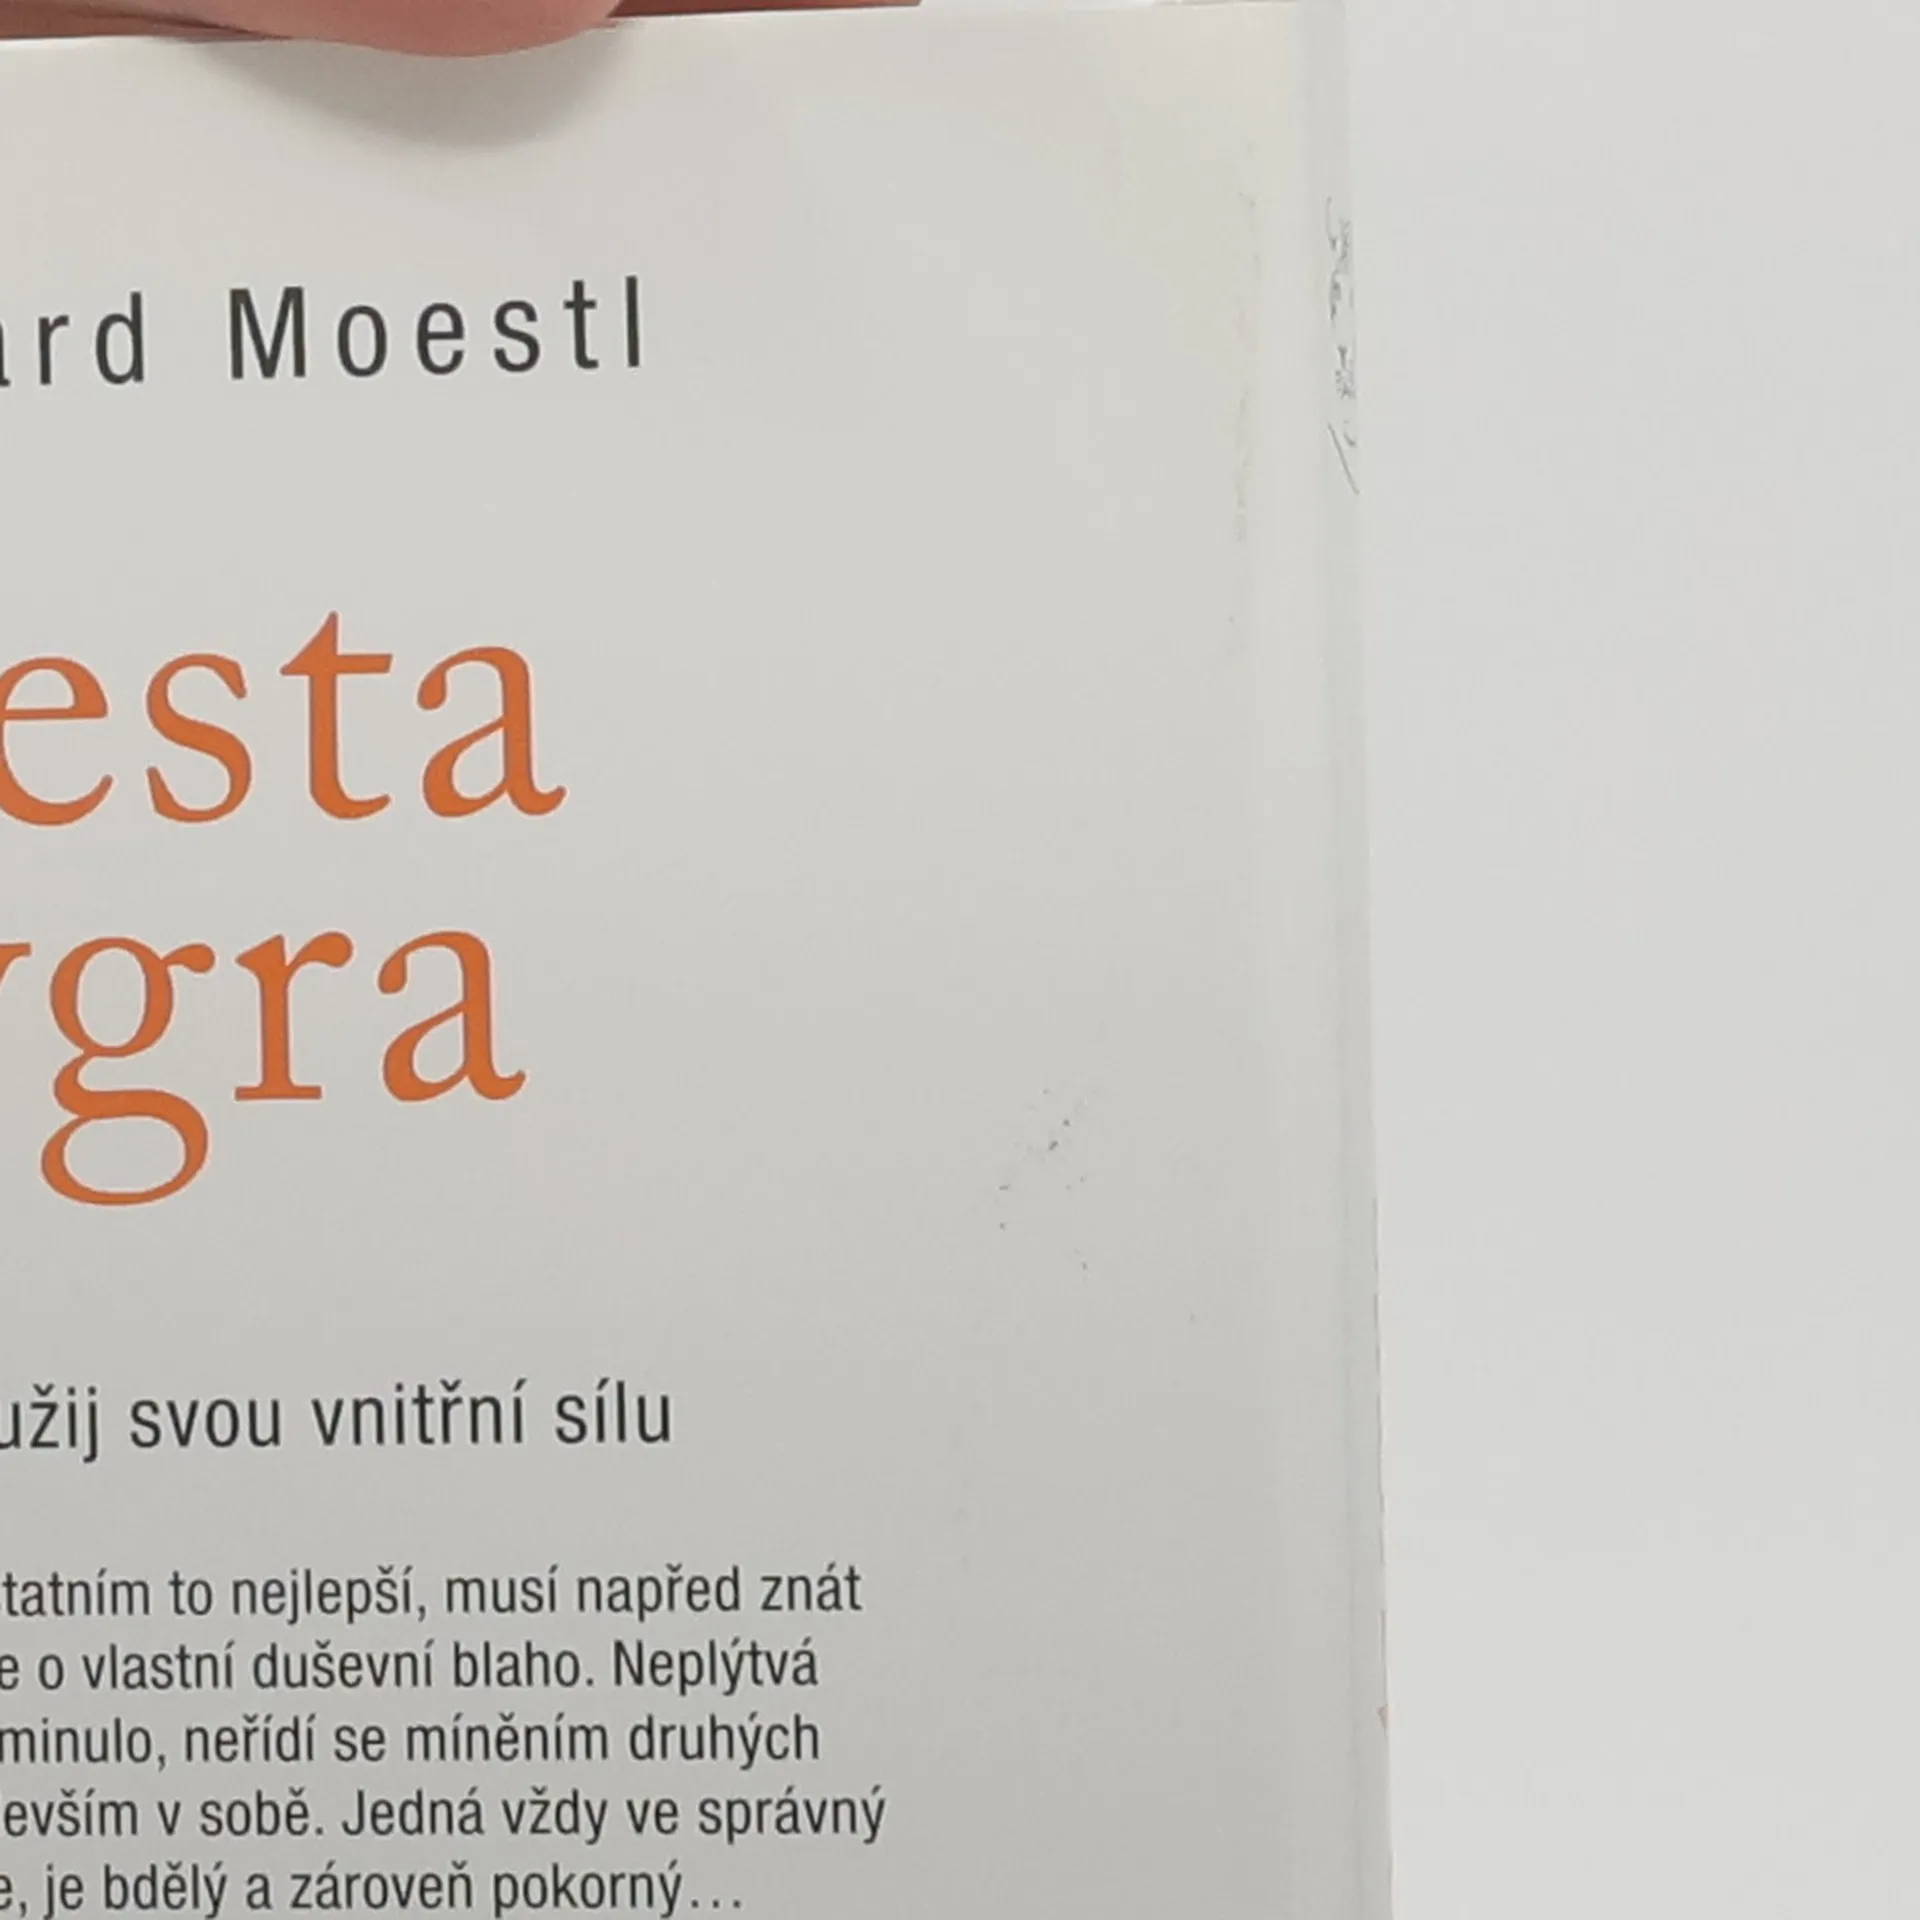 ard Moestl
esta
ygra
užij svou vnitřní sílu
tatním to nejlepší, musí napřed znát
e o vlastní duševní blaho. Neplýtvá
minulo, neřídí se míněním druhých
evším v sobě. Jedná vždy ve správný
e, je bdělý a zároveň pokorný...